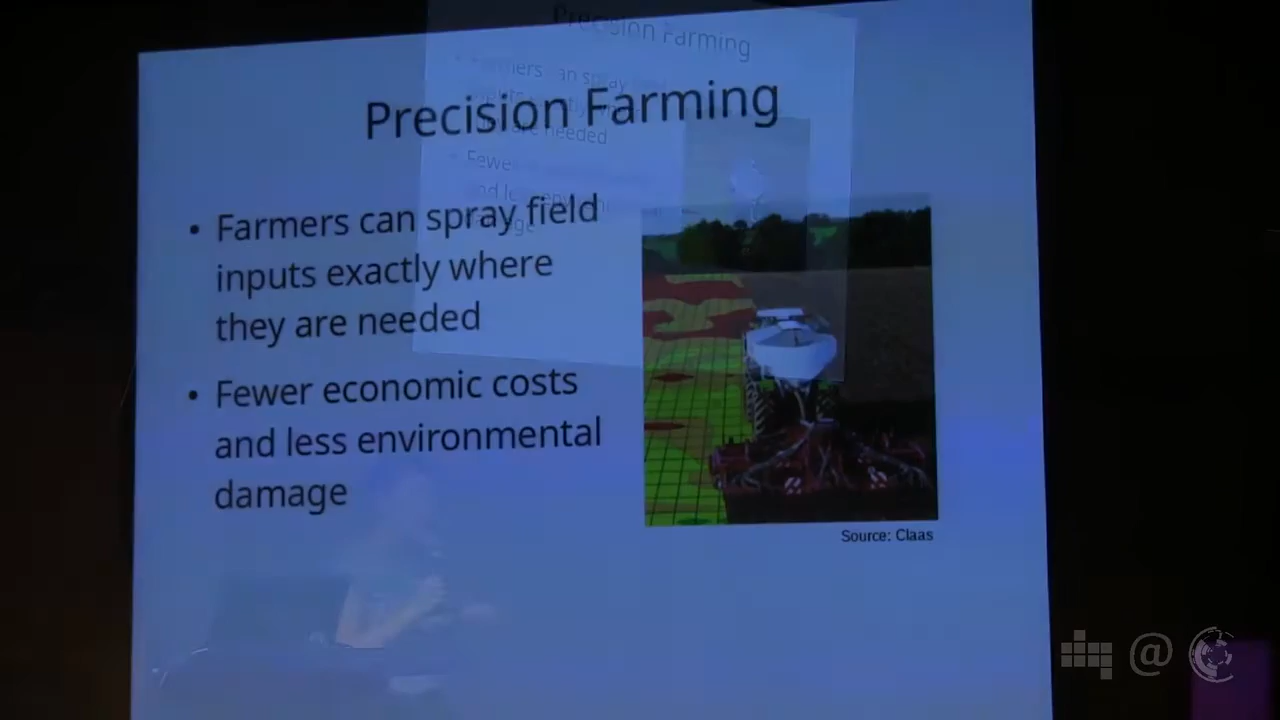 Precision Farming
• Farmers can spray field
inputs exactly where
they are needed
• Fewer economic costs
and less environmental
damage
Source: Claas
@